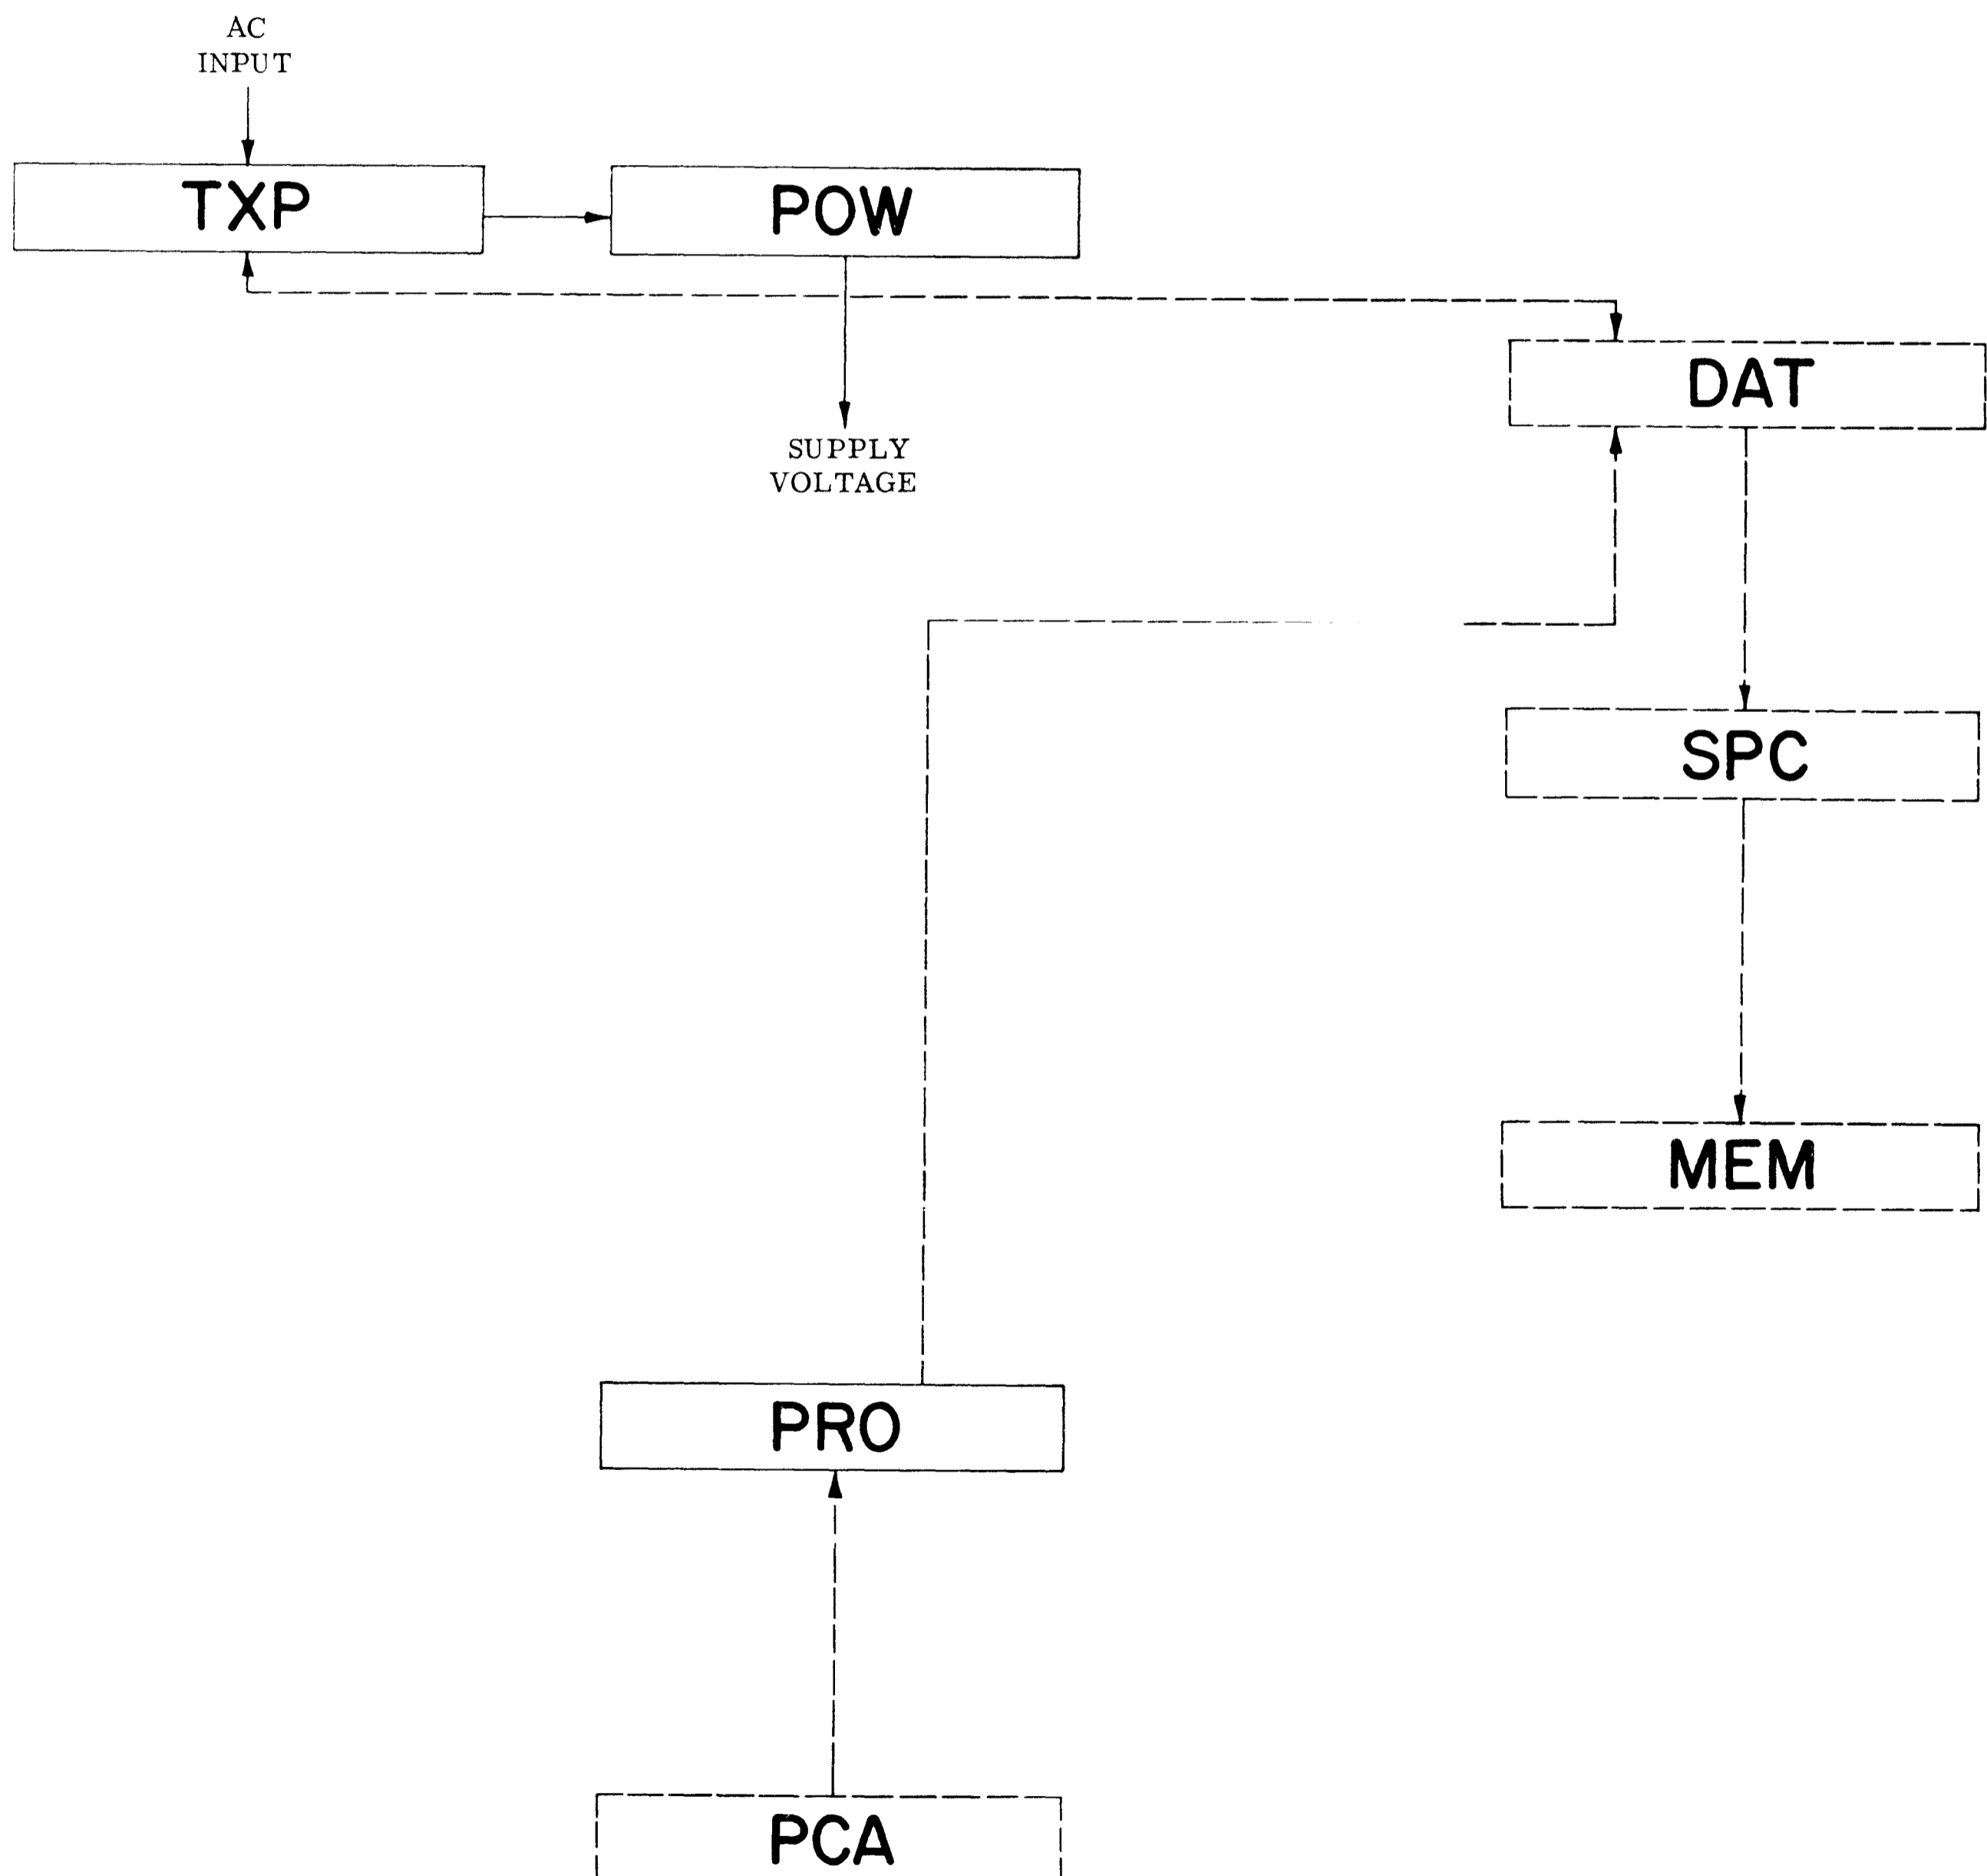 AC
INPUT
TXP
POW
DAT
SUPPLY
VOLTAGE
SPC
MEM
PRO
PCA